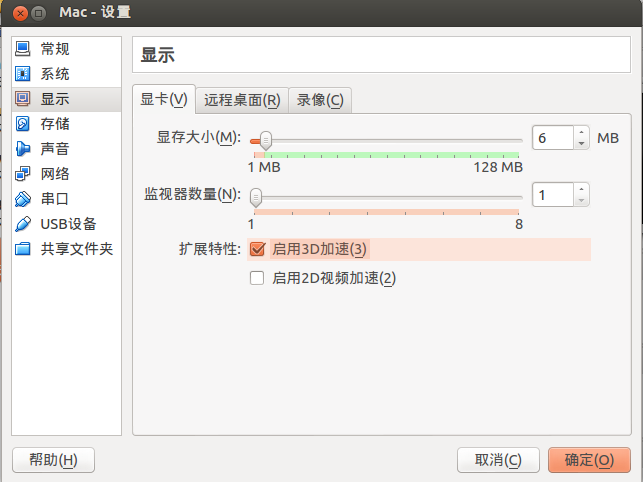 Mac - 设置
常规
系统
显示
存储
声音
网络
串口
USB设备
共享文件夹
显示
显卡(V) 远程桌面(R) 录像(C)
显存大小(M): 6 MB
1 MB 128 MB
监视器数量(N): 1
1 8
扩展特性: 启用3D加速(3)
启用2D视频加速(2)
帮助(H) 取消(C) 确定(O)